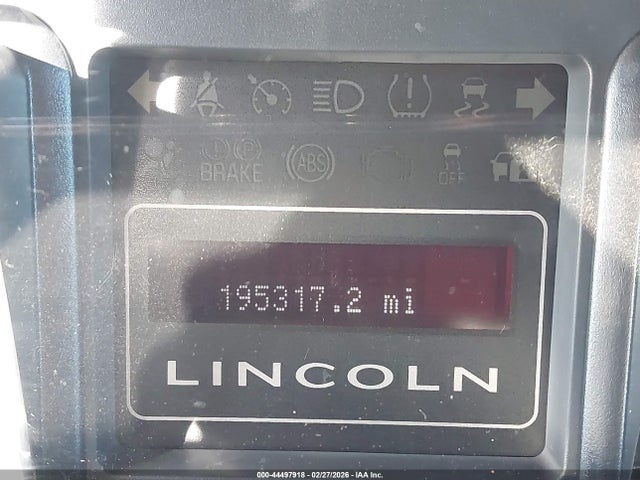 BRAKE
ABS
OFF
195317.2 mi
LINCOLN
000-44497918 - 02/27/2026 - IAA Inc.